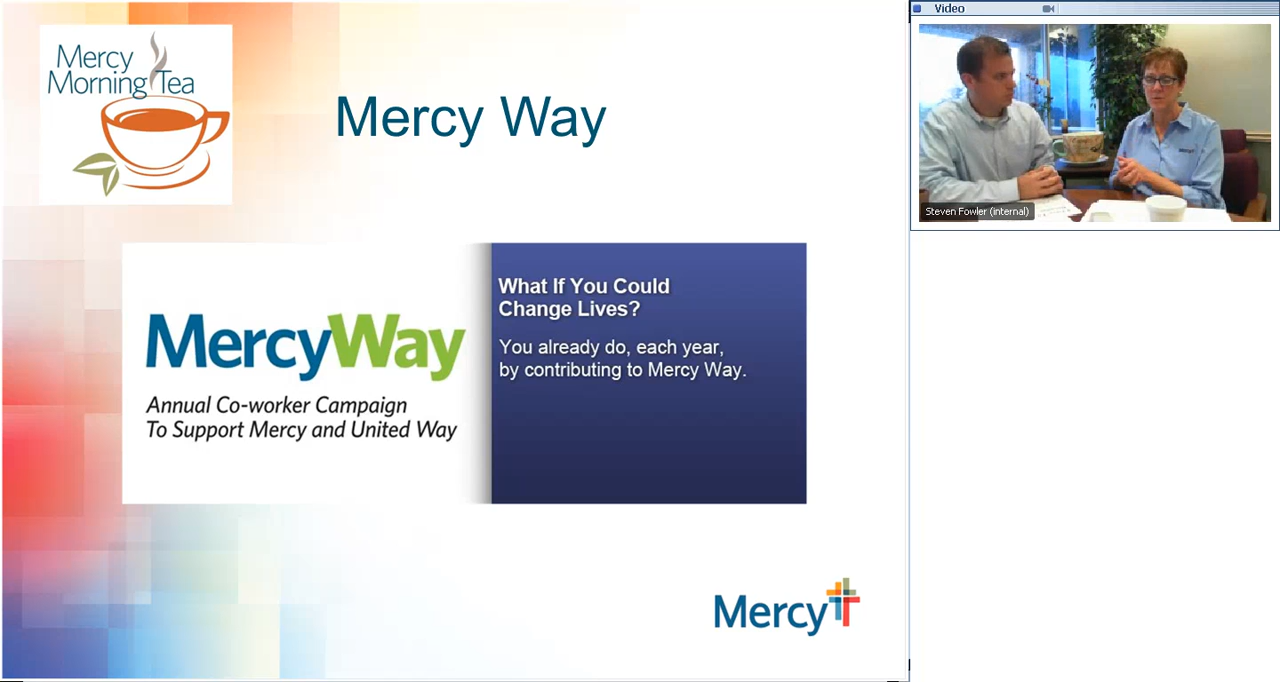 Mercy
Morning Tea
Mercy Way
MercyWay
Annual Co-worker Campaign
To Support Mercy and United Way
What If You Could
Change Lives?
You already do, each year,
by contributing to Mercy Way.
Mercy
Video
Steven Fowler (internal)